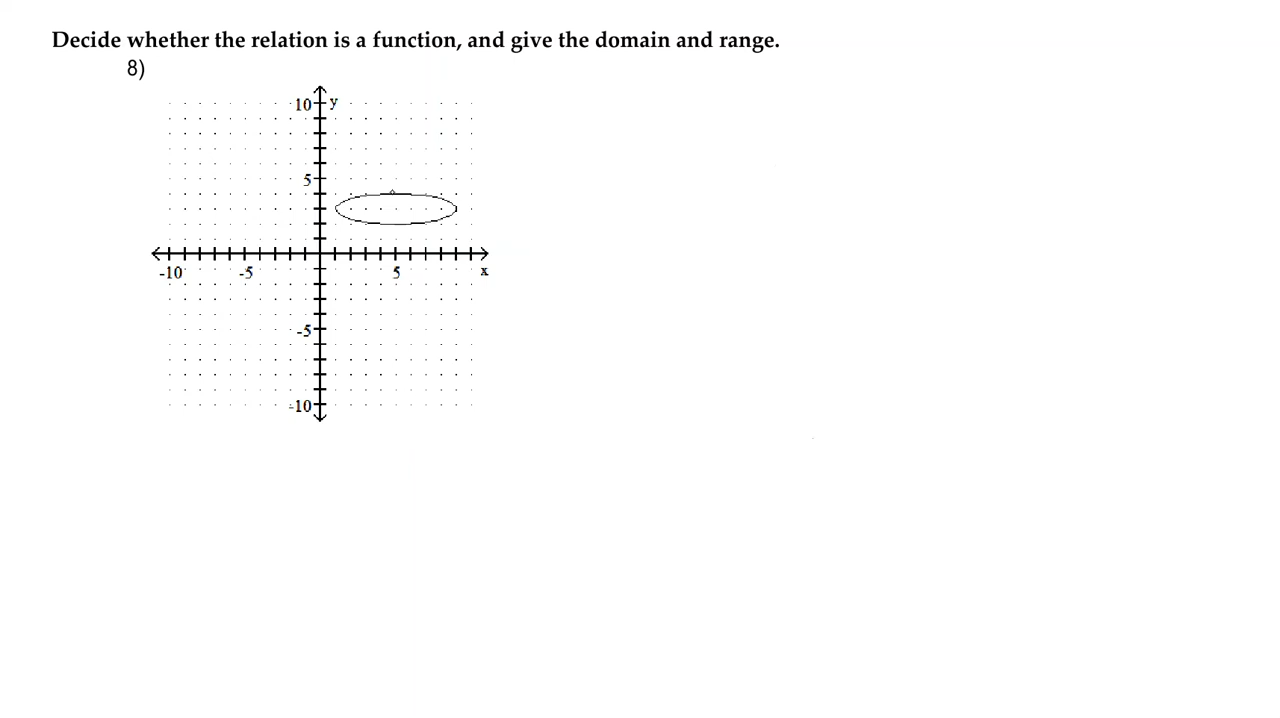 Decide whether the relation is a function, and give the domain and range.
8)
10 y
5
-10 -5 5 x
-5
-10